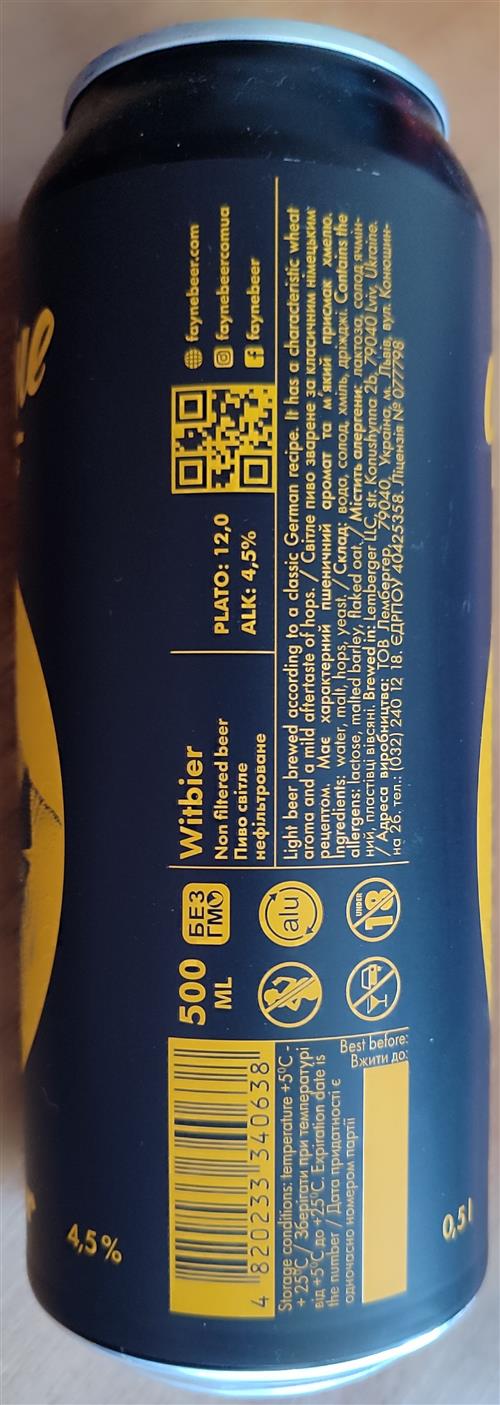 Witbier
Non filtered beer
Пиво світле
нефільтроване
PLATO: 12,0
ALK: 4,5%
faynebeer.com
faynebeercomua
faynebeer
Light beer brewed according to a classic German recipe. It has a characteristic wheat
aroma and a mild aftertaste of hops. / Світле пиво зварене за класичним німецьким
рецептом. Має характерний пшеничний аромат та м'який присмак хмелю.
Ingredients: water, malt, hops, yeast. / Склад: вода, солод, хміль, дріжджі. Contains the
allergens: lactose, malted barley, flaked oat. / Містить алергени: лактоза, солод ячмін-
ний, пластівці вівсяні. Brewed in: Lemberger LLC, str. Konushynna 2b, 79040 Lviv, Ukraine.
/ Адреса виробництва: ТОВ Лембергер, 79040, Україна, м. Львів, вул. Конюшин-
на 2б. тел.: (032) 240 12 18. ЄДРПОУ 40425358. Ліцензія № 077798
500
ML
БЕЗ
ГМО
alu
UNDER
18
4 820233 340638
Storage conditions: temperature +5°C -
+ 25°C / Зберігати при температурі
від +5°C до +25°C. Expiration date is
the number / Дата придатності є
одночасно номером партії
Best before:
Вжити до:
4,5%
0,5 l